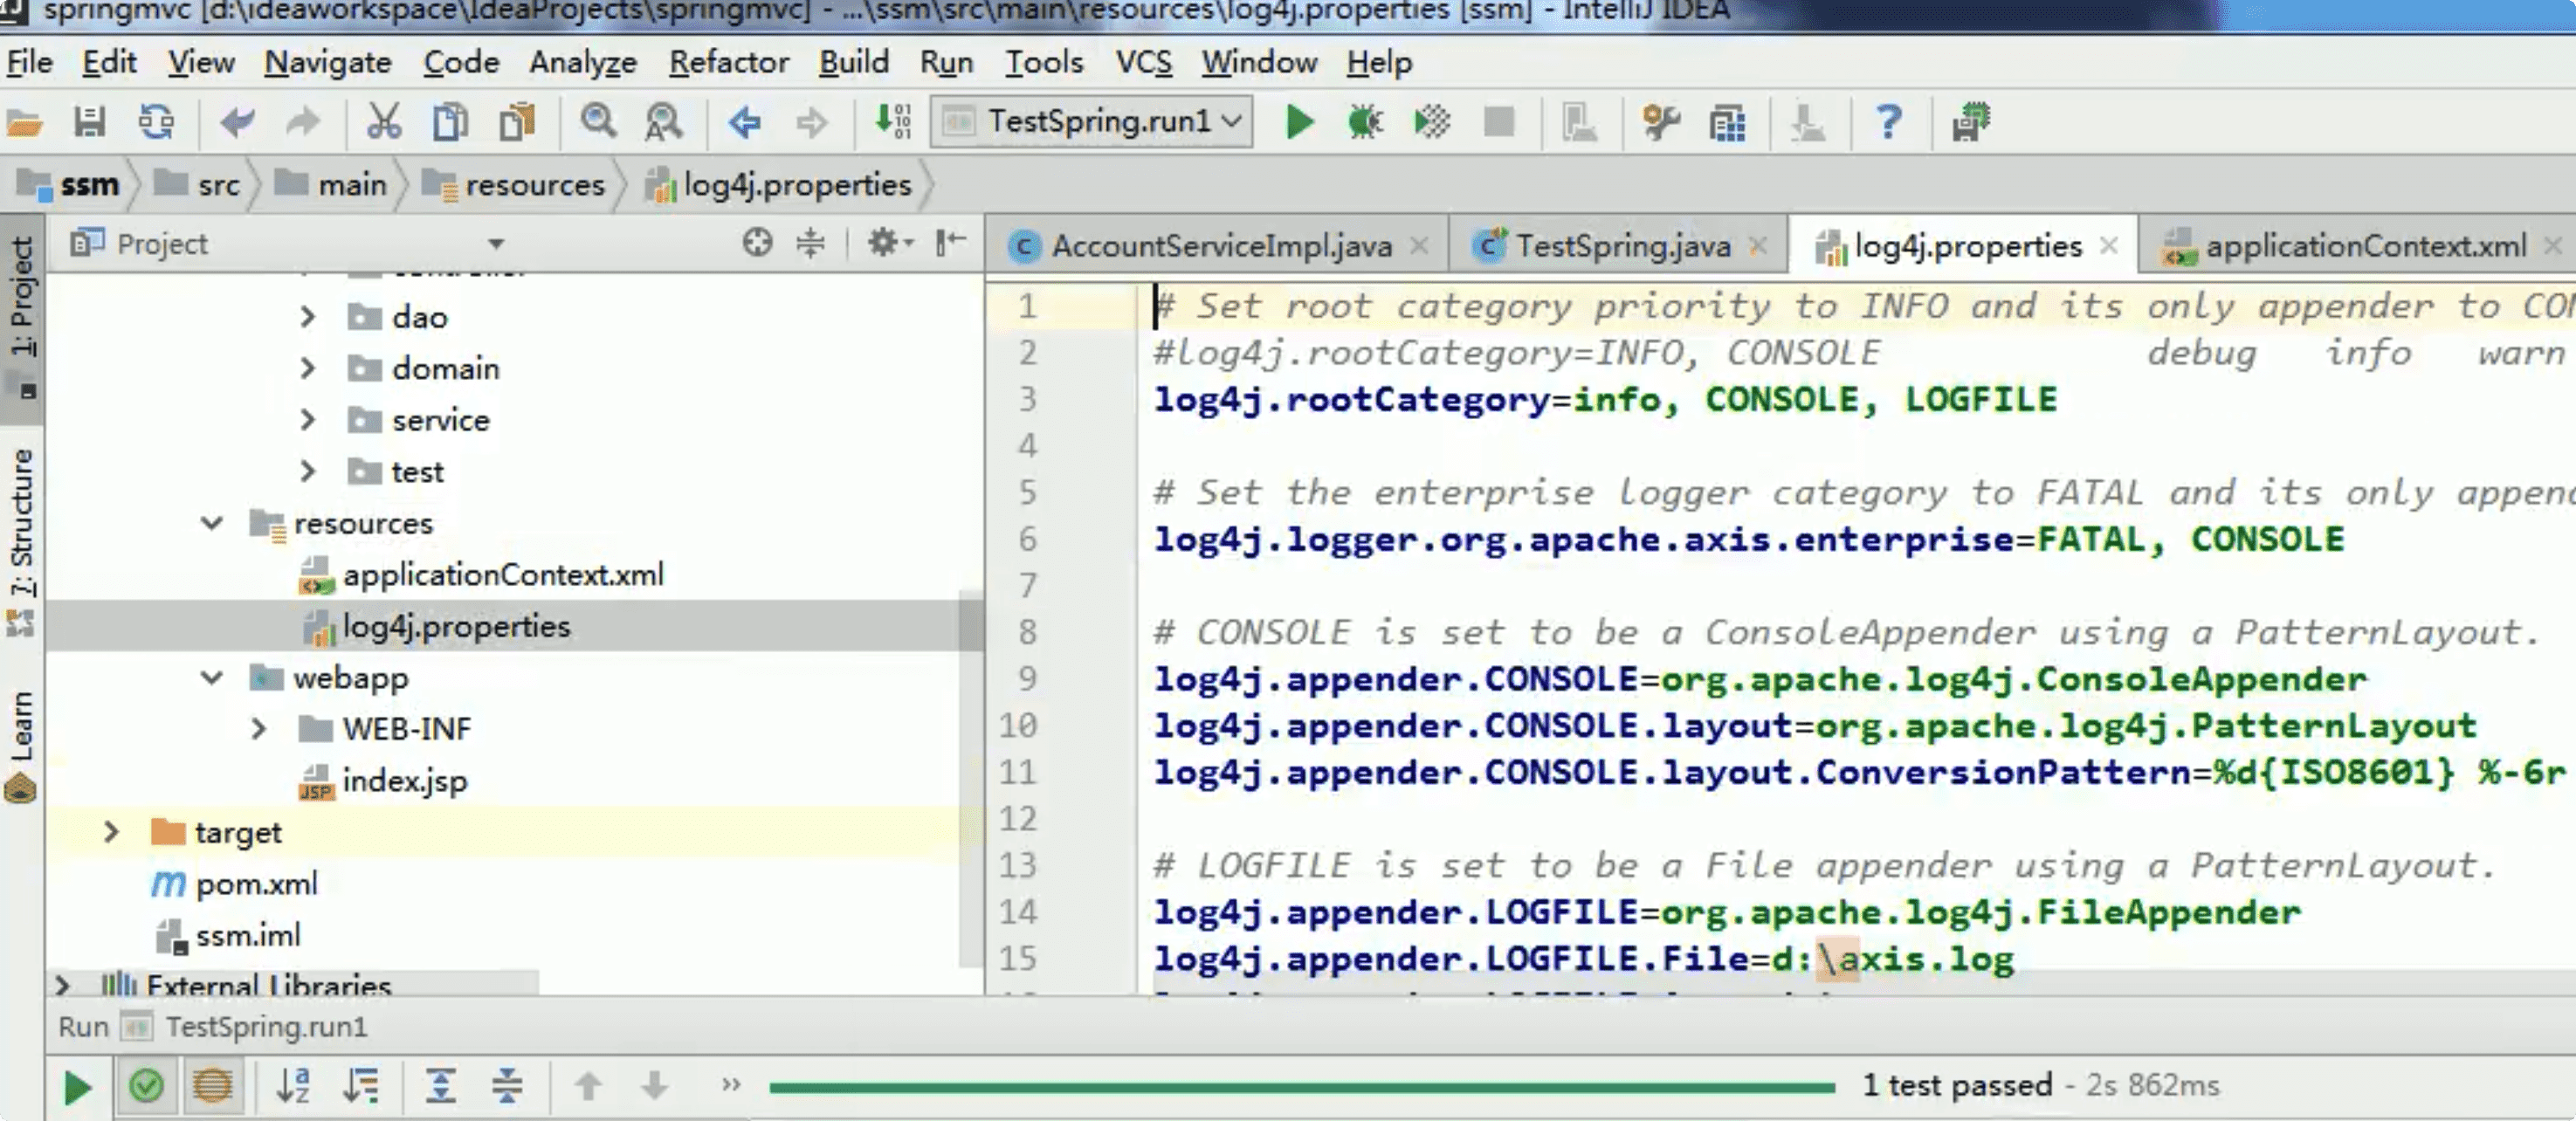 springmvc [d:\ideaworkspace\IdeaProjects\springmvc] - ...\ssm\src\main\resources\log4j.properties [ssm] - IntelliJ IDEA
File Edit View Navigate Code Analyze Refactor Build Run Tools VCS Window Help
TestSpring.run1
ssm src main resources log4j.properties
1: Project
7: Structure
Learn
Project
controller
dao
domain
service
test
resources
applicationContext.xml
log4j.properties
webapp
WEB-INF
index.jsp
target
pom.xml
ssm.iml
External Libraries
AccountServiceImpl.java TestSpring.java log4j.properties applicationContext.xml
1 # Set root category priority to INFO and its only appender to
2 #log4j.rootCategory=INFO, CONSOLE debug info warn
3 log4j.rootCategory=info, CONSOLE, LOGFILE
4
5 # Set the enterprise logger category to FATAL and its only
6 log4j.logger.org.apache.axis.enterprise=FATAL, CONSOLE
7
8 # CONSOLE is set to be a ConsoleAppender using a PatternLayout.
9 log4j.appender.CONSOLE=org.apache.log4j.ConsoleAppender
10 log4j.appender.CONSOLE.layout=org.apache.log4j.PatternLayout
11 log4j.appender.CONSOLE.layout.ConversionPattern=%d{ISO8601} %-6r
12
13 # LOGFILE is set to be a File appender using a PatternLayout.
14 log4j.appender.LOGFILE=org.apache.log4j.FileAppender
15 log4j.appender.LOGFILE.File=d:\axis.log
Run TestSpring.run1
1 test passed - 2s 862ms